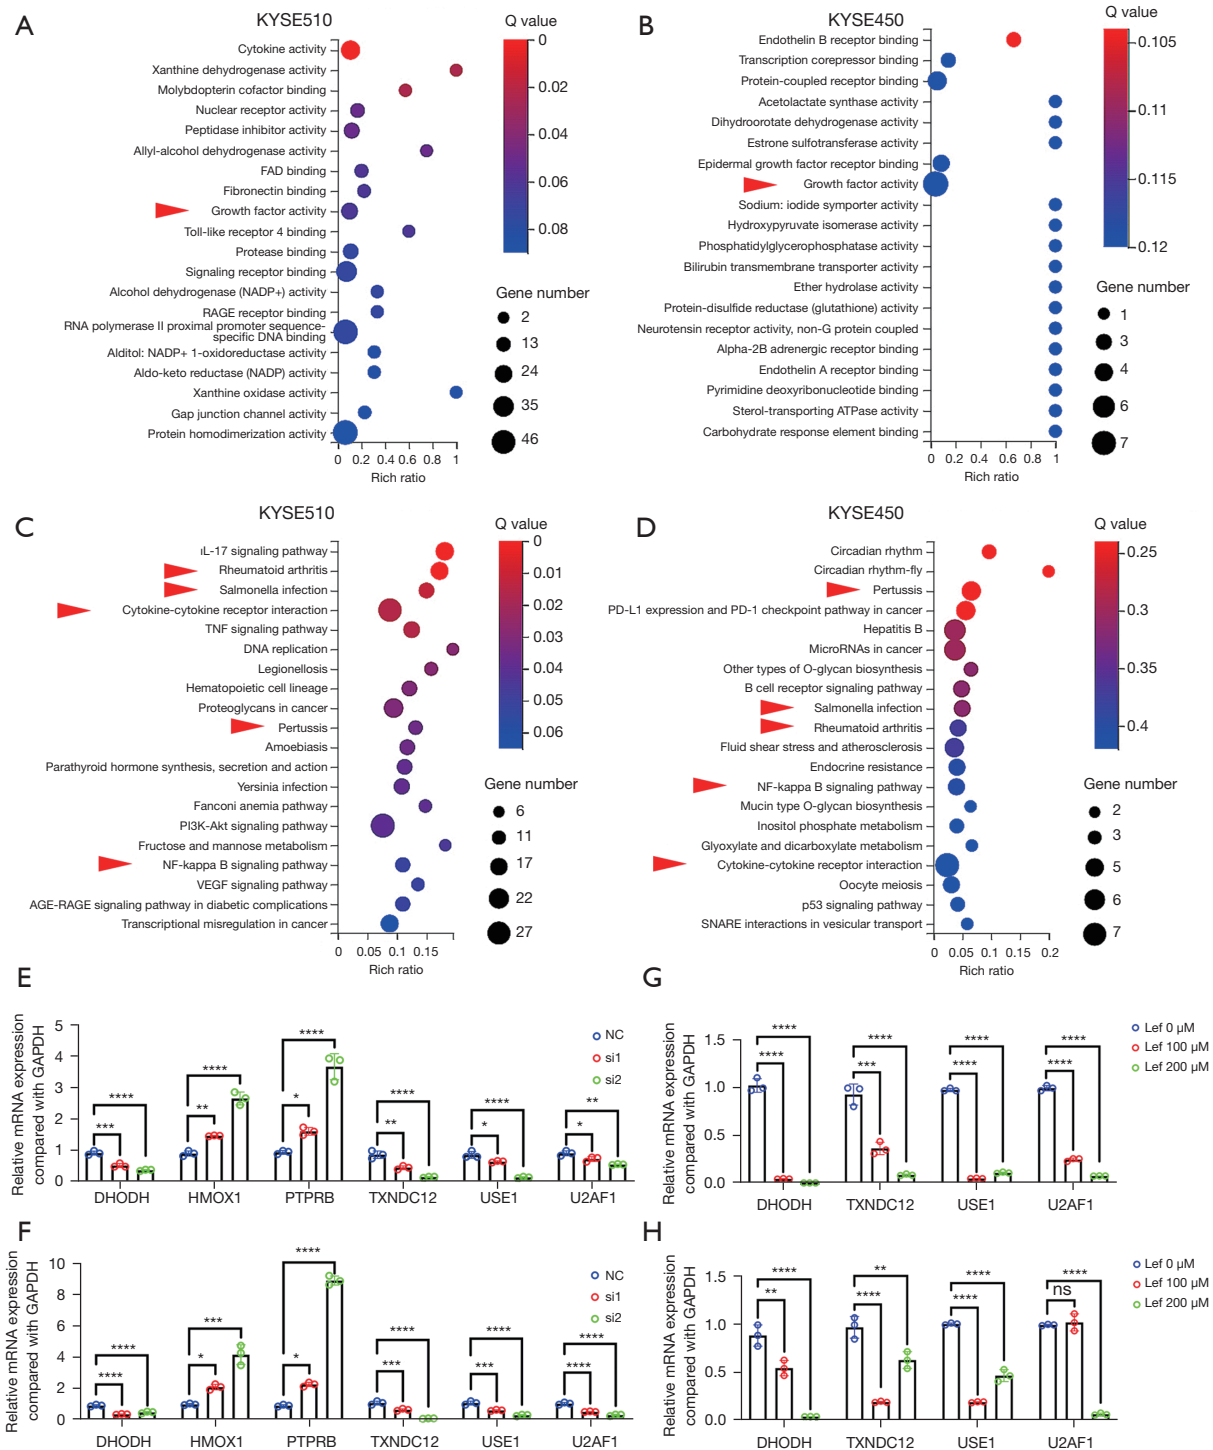 A
KYSE510
Q value
Cytokine activity
Xanthine dehydrogenase activity
Molybdopterin cofactor binding
Nuclear receptor activity
Peptidase inhibitor activity
Allyl-alcohol dehydrogenase activity
FAD binding
Fibronectin binding
Growth factor activity
Toll-like receptor 4 binding
Protease binding
Signaling receptor binding
Alcohol dehydrogenase (NADP+) activity
RAGE receptor binding
RNA polymerase II proximal promoter sequence-
specific DNA binding
Alditol: NADP+ 1-oxidoreductase activity
Aldo-keto reductase (NADP) activity
Xanthine oxidase activity
Gap junction channel activity
Protein homodimerization activity
0 0.2 0.4 0.6 0.8 1
Rich ratio
0
0.02
0.04
0.06
0.08
Gene number
2
13
24
35
46
B
KYSE450
Q value
Endothelin B receptor binding
Transcription corepressor binding
Protein-coupled receptor binding
Acetolactate synthase activity
Dihydroorotate dehydrogenase activity
Estrone sulfotransferase activity
Epidermal growth factor receptor binding
Growth factor activity
Sodium: iodide symporter activity
Hydroxypyruvate isomerase activity
Phosphatidylglycerophosphatase activity
Bilirubin transmembrane transporter activity
Ether hydrolase activity
Protein-disulfide reductase (glutathione) activity
Neurotensin receptor activity, non-G protein coupled
Alpha-2B adrenergic receptor binding
Endothelin A receptor binding
Pyrimidine deoxyribonucleotide binding
Sterol-transporting ATPase activity
Carbohydrate response element binding
0 0.2 0.4 0.6 0.8 1
Rich ratio
0.105
0.11
0.115
0.12
Gene number
1
3
4
6
7
C
KYSE510
Q value
IL-17 signaling pathway
Rheumatoid arthritis
Salmonella infection
Cytokine-cytokine receptor interaction
TNF signaling pathway
DNA replication
Legionellosis
Hematopoietic cell lineage
Proteoglycans in cancer
Pertussis
Amoebiasis
Parathyroid hormone synthesis, secretion and action
Yersinia infection
Fanconi anemia pathway
PI3K-Akt signaling pathway
Fructose and mannose metabolism
NF-kappa B signaling pathway
VEGF signaling pathway
AGE-RAGE signaling pathway in diabetic complications
Transcriptional misregulation in cancer
0 0.05 0.1 0.15
Rich ratio
0
0.01
0.02
0.03
0.04
0.05
0.06
Gene number
6
11
17
22
27
D
KYSE450
Q value
Circadian rhythm
Circadian rhythm-fly
Pertussis
PD-L1 expression and PD-1 checkpoint pathway in cancer
Hepatitis B
MicroRNAs in cancer
Other types of O-glycan biosynthesis
B cell receptor signaling pathway
Salmonella infection
Rheumatoid arthritis
Fluid shear stress and atherosclerosis
Endocrine resistance
NF-kappa B signaling pathway
Mucin type O-glycan biosynthesis
Inositol phosphate metabolism
Glyoxylate and dicarboxylate metabolism
Cytokine-cytokine receptor interaction
Oocyte meiosis
p53 signaling pathway
SNARE interactions in vesicular transport
0 0.05 0.1 0.15 0.2
Rich ratio
0.25
0.3
0.35
0.4
Gene number
2
3
5
6
7
E
Relative mRNA expression
compared with GAPDH
5
4
3
2
1
0
*** **** ** **** * **** ** **** * **** * **
NC
si1
si2
DHODH HMOX1 PTPRB TXNDC12 USE1 U2AF1
G
Relative mRNA expression
compared with GAPDH
1.5
1.0
0.5
0.0
**** **** *** **** **** **** **** ****
Lef 0 μM
Lef 100 μM
Lef 200 μM
DHODH TXNDC12 USE1 U2AF1
F
Relative mRNA expression
compared with GAPDH
10
8
6
4
2
0
**** **** * *** * **** *** **** *** **** **** ****
NC
si1
si2
DHODH HMOX1 PTPRB TXNDC12 USE1 U2AF1
H
Relative mRNA expression
compared with GAPDH
1.5
1.0
0.5
0.0
** **** **** ** **** **** ns ****
Lef 0 μM
Lef 100 μM
Lef 200 μM
DHODH TXNDC12 USE1 U2AF1